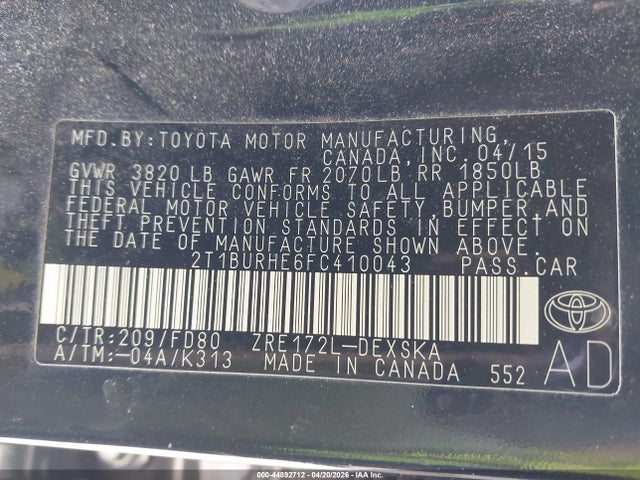 MFD. BY: TOYOTA MOTOR MANUFACTURING,
CANADA, INC. 04/15
GVWR 3820 LB GAWR FR 2070LB RR 1850LB
THIS VEHICLE CONFORMS TO ALL APPLICABLE
FEDERAL MOTOR VEHICLE SAFETY, BUMPER, AND
THEFT PREVENTION STANDARDS IN EFFECT ON
THE DATE OF MANUFACTURE SHOWN ABOVE.
2T1BURHE6FC410043 PASS. CAR
C/TR: 209/FD80 ZRE172L-DEXSKA
A/TM: -04A/K313 MADE IN CANADA 552
AD
000-44892712 - 04/20/2026 - IAAI.COM